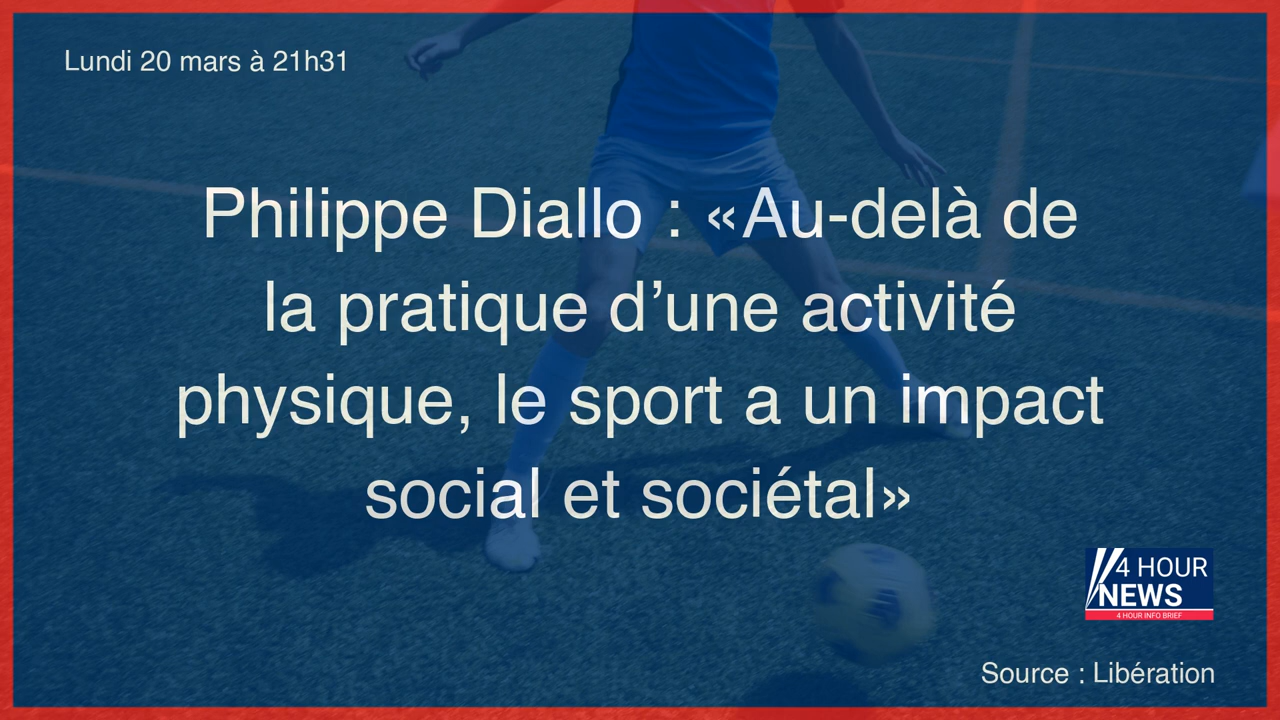 Lundi 20 mars à 21h31
Philippe Diallo : «Au-delà de
la pratique d’une activité
physique, le sport a un impact
social et sociétal»
4 HOUR
NEWS
4 HOUR INFO BRIEF
Source : Libération